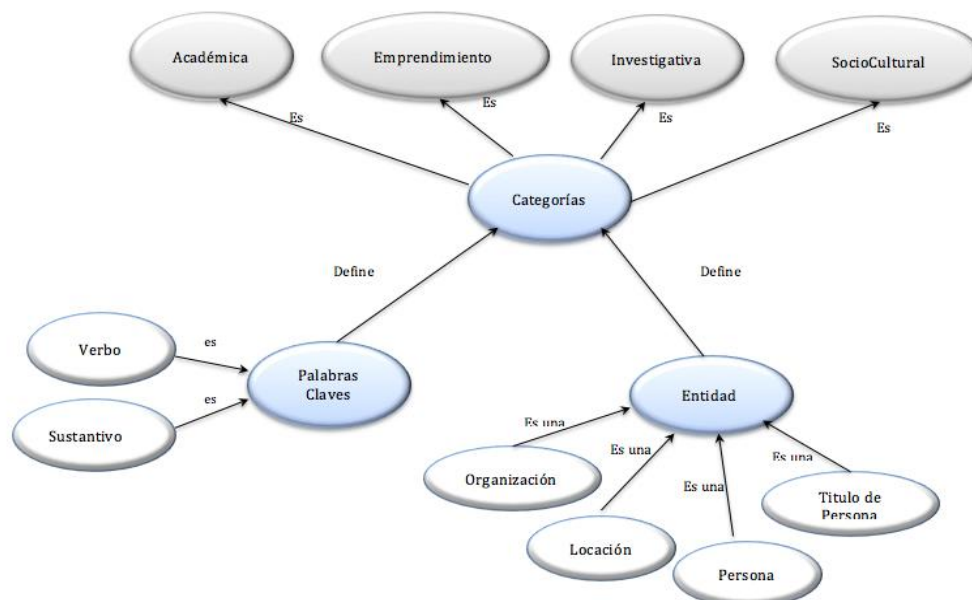 Académica
Emprendimiento
Investigativa
SocioCultural
Es
Es
Es
Es
Categorías
Define
Define
Verbo
es
Palabras
Claves
es
Sustantivo
Entidad
Es una
Es una
Es una
Es una
Organización
Titulo de
Persona
Locación
Persona